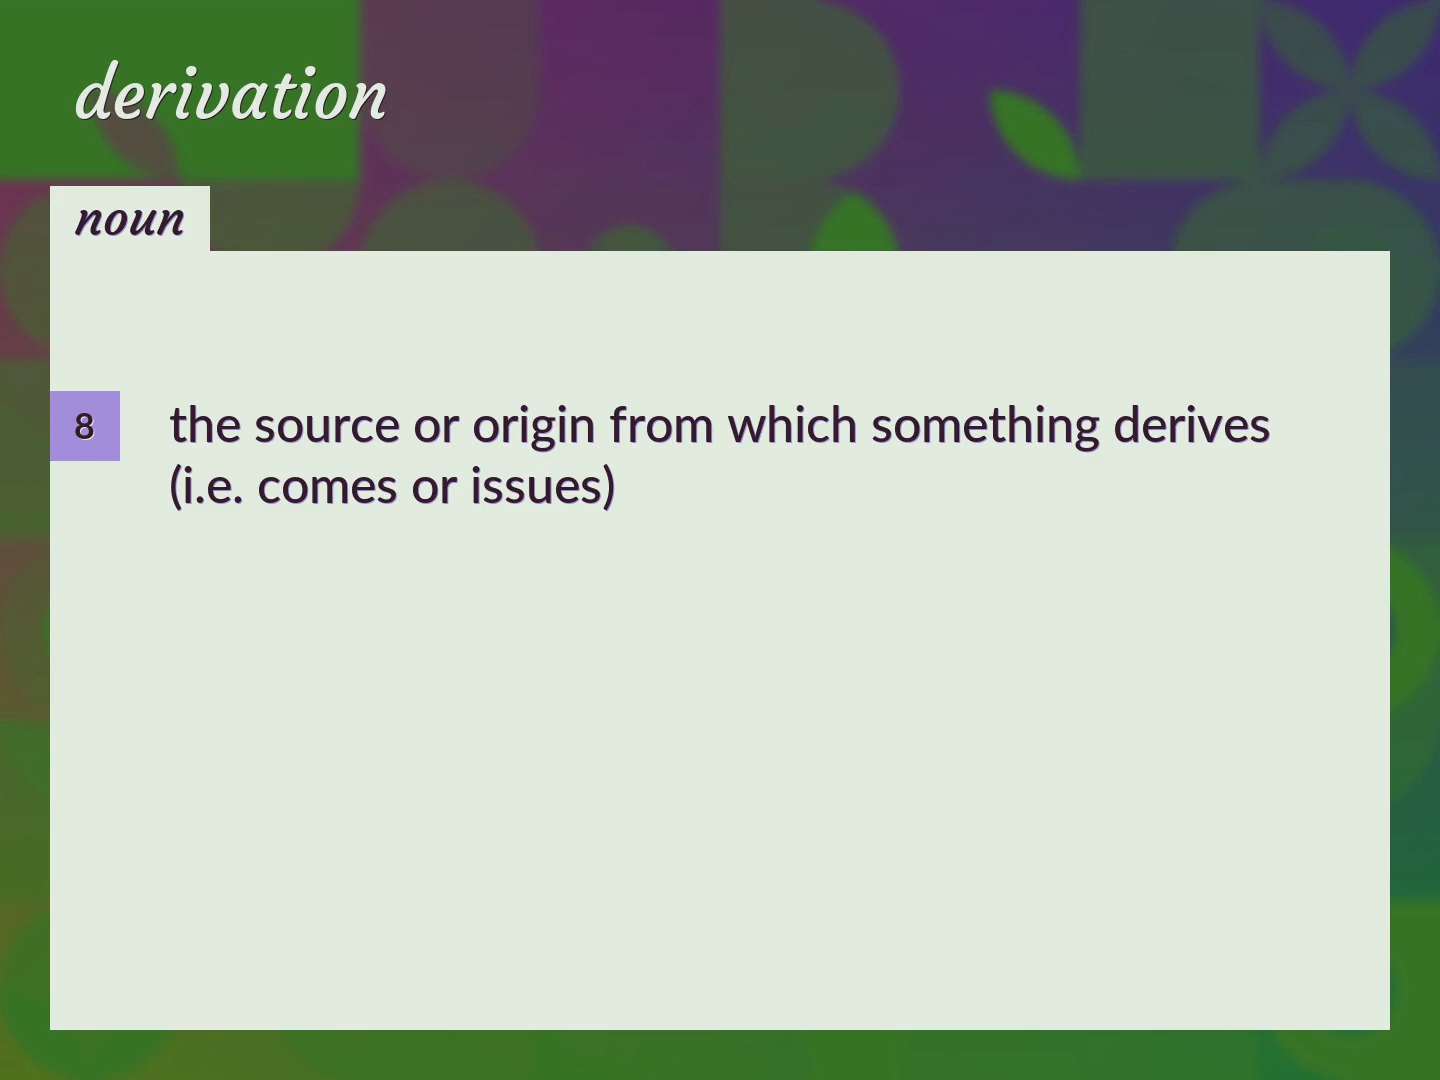 derivation
noun
8 the source or origin from which something derives
(i.e. comes or issues)